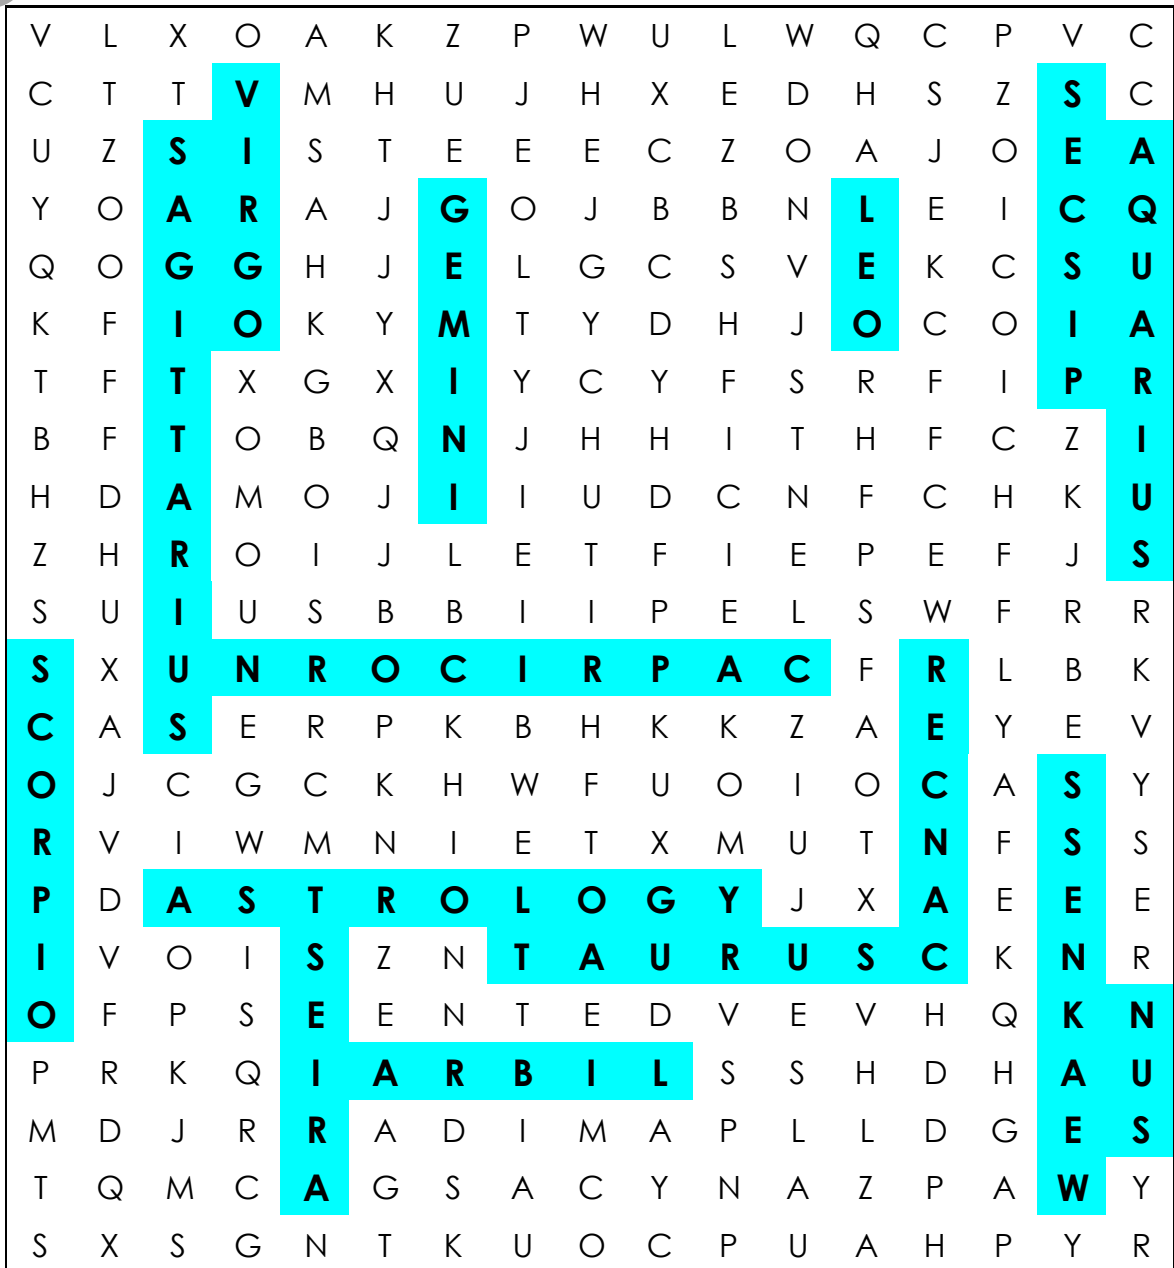 V L X O A K Z P W U L W Q C P V C
C T T V M H U J H X E D H S Z S C
U Z S I S T E E E C Z O A J O E A
Y O A R A J G O J B B N L E I C Q
Q O G G H J E L G C S V E K C S U
K F I O K Y M T Y D H J O C O I A
T F T X G X I Y C Y F S R F I P R
B F T O B Q N J H H I T H F C Z I
H D A M O J I I U D C N F C H K U
Z H R O I J L E T F I E P E F J S
S U I U S B B I I P E L S W F R R
S X U N R O C I R P A C F R L B K
C A S E R P K B H K K Z A E Y E V
O J C G C K H W F U O I O C A S Y
R V I W M N I E T X M U T N F S S
P D A S T R O L O G Y J X A E E E
I V O I S Z N T A U R U S C K N R
O F P S E E N T E D V E V H Q K N
P R K Q I A R B I L S S H D H A U
M D J R R A D I M A P L L D G E S
T Q M C A G S A C Y N A Z P A W Y
S X S G N T K U O C P U A H P Y R